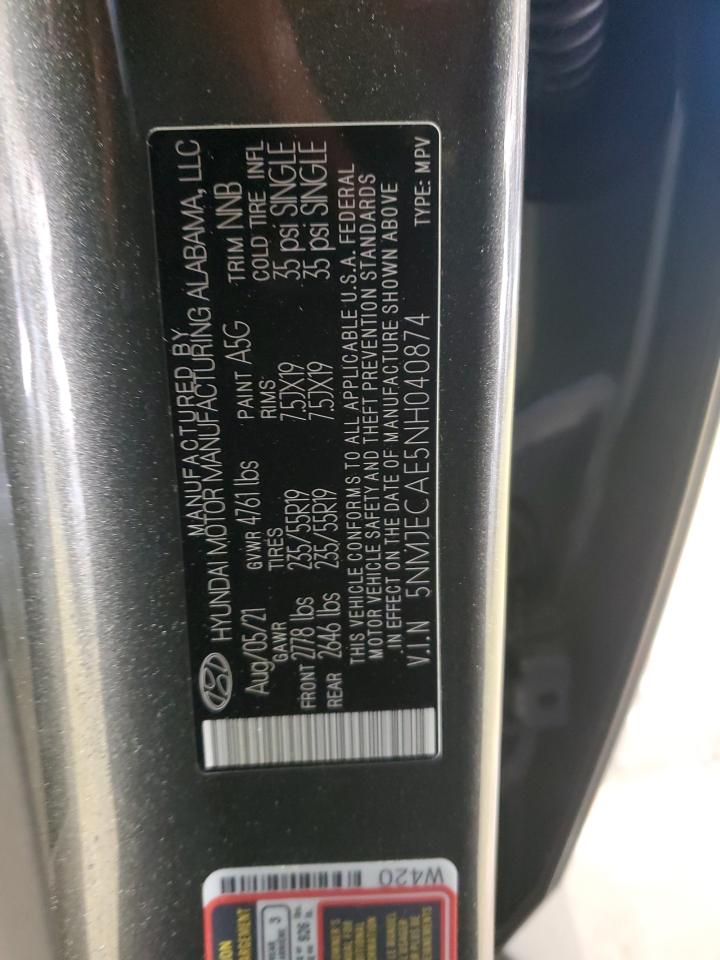 MANUFACTURED BY
HYUNDAI MOTOR MANUFACTURING ALABAMA, LLC
Aug/05/21 GVWR 4761 lbs PAINT A5G TRIM NNB
GAWR TIRES RIMS COLD TIRE INFL
FRONT 2778 lbs 235/55R19 7.5JX19 35 psi: SINGLE
REAR 2646 lbs 235/55R19 7.5JX19 35 psi: SINGLE
THIS VEHICLE CONFORMS TO ALL APPLICABLE U.S.A. FEDERAL
MOTOR VEHICLE SAFETY AND THEFT PREVENTION STANDARDS
IN EFFECT ON THE DATE OF MANUFACTURE SHOWN ABOVE
V.I.N 5NMJECAE5NH040874 TYPE: MPV
W420
3